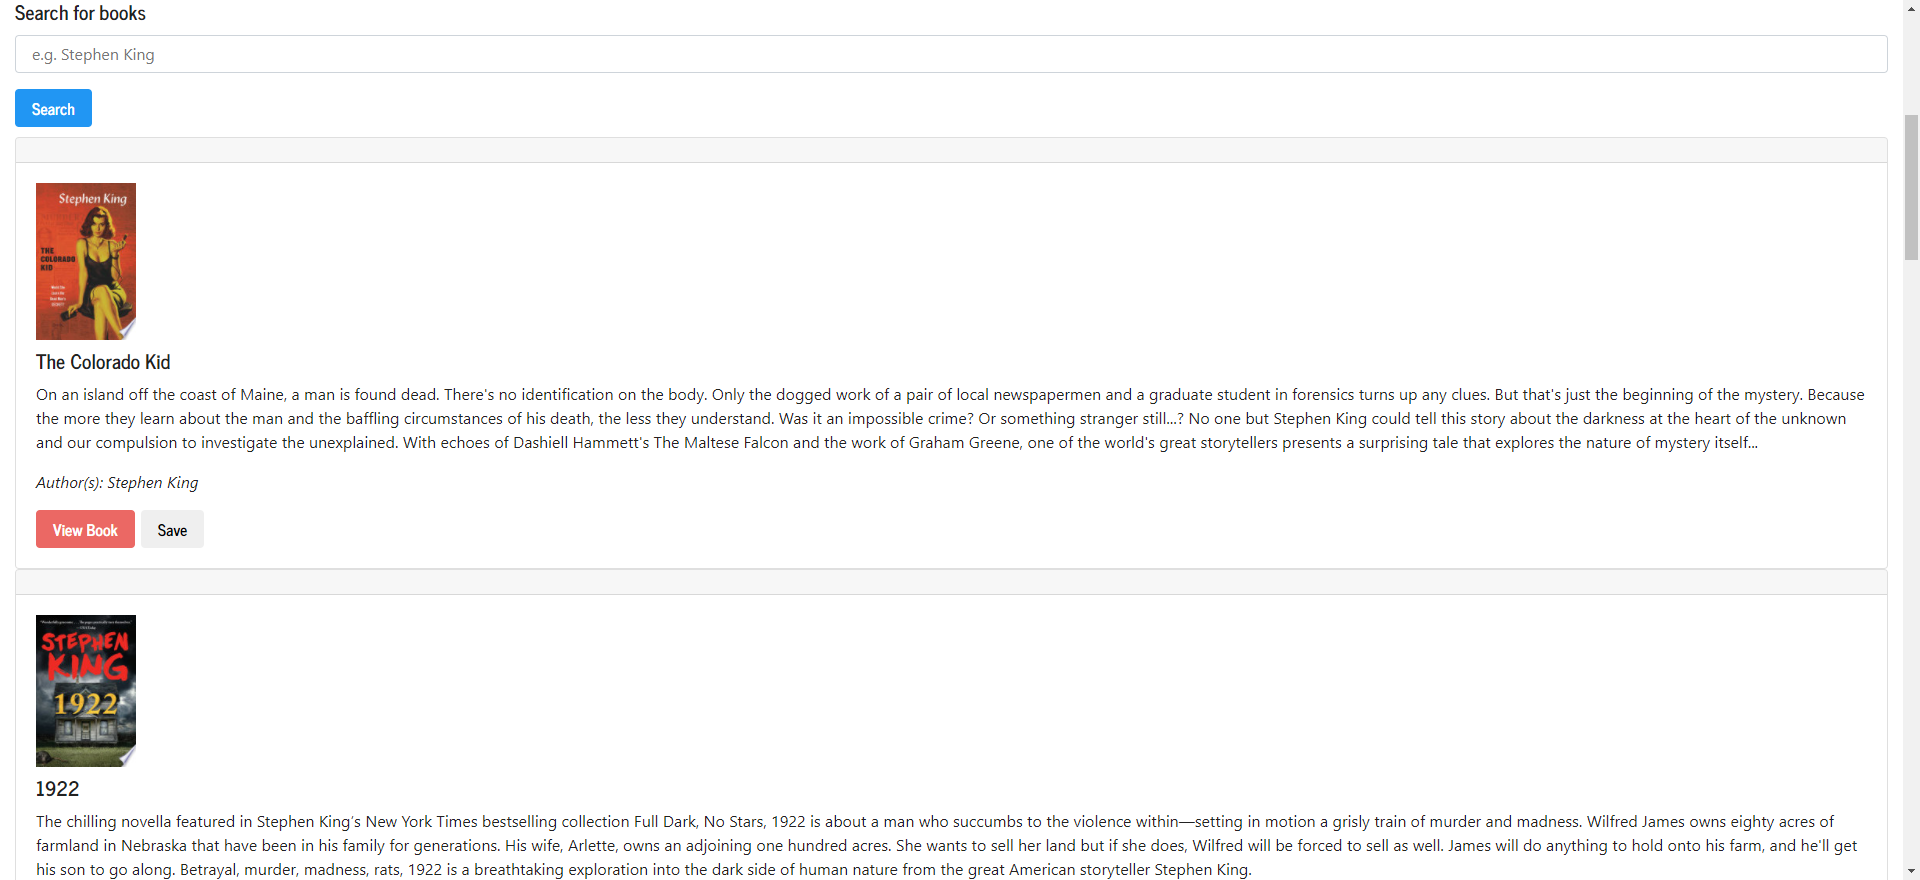 Search for books
e.g. Stephen King
Search
Stephen King
THE
COLORADO
KID
The Colorado Kid
On an island off the coast of Maine, a man is found dead. There's no identification on the body. Only the dogged work of a pair of local newspapermen and a graduate student in forensics turns up any clues. But that's just the beginning of the mystery. Because
the more they learn about the man and the baffling circumstances of his death, the less they understand. Was it an impossible crime? Or something stranger still...? No one but Stephen King could tell this story about the darkness at the heart of the unknown
and our compulsion to investigate the unexplained. With echoes of Dashiell Hammett's The Maltese Falcon and the work of Graham Greene, one of the world's great storytellers presents a surprising tale that explores the nature of mystery itself...
Author(s): Stephen King
View Book Save
STEPHEN
KING
1922
1922
The chilling novella featured in Stephen King's New York Times bestselling collection Full Dark, No Stars, 1922 is about a man who succumbs to the violence within—setting in motion a grisly train of murder and madness. Wilfred James owns eighty acres of
farmland in Nebraska that have been in his family for generations. His wife, Arlette, owns an adjoining one hundred acres. She wants to sell her land but if she does, Wilfred will be forced to sell as well. James will do anything to hold onto his farm, and he'll get
his son to go along. Betrayal, murder, madness, rats, 1922 is a breathtaking exploration into the dark side of human nature from the great American storyteller Stephen King.